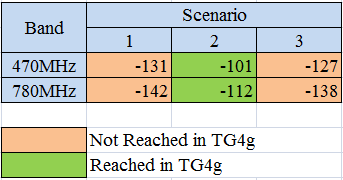 Band Scenario
1 2 3
470MHz -131 -101 -127
780MHz -142 -112 -138
Not Reached in TG4g
Reached in TG4g